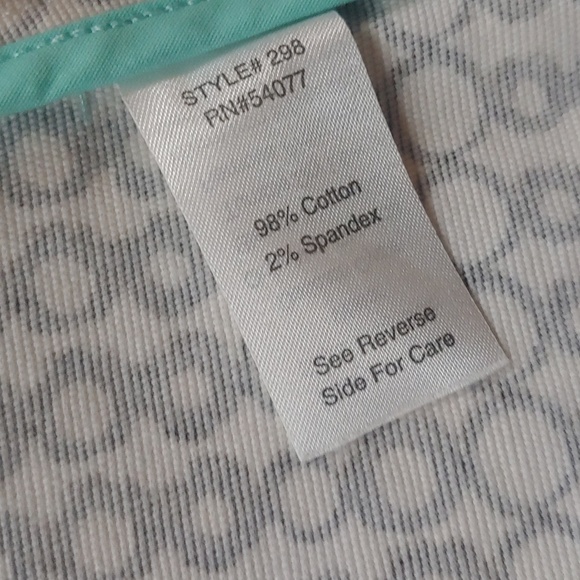 STYLE# 298
RN#54077
98% Cotton
2% Spandex
See Reverse
Side For Care